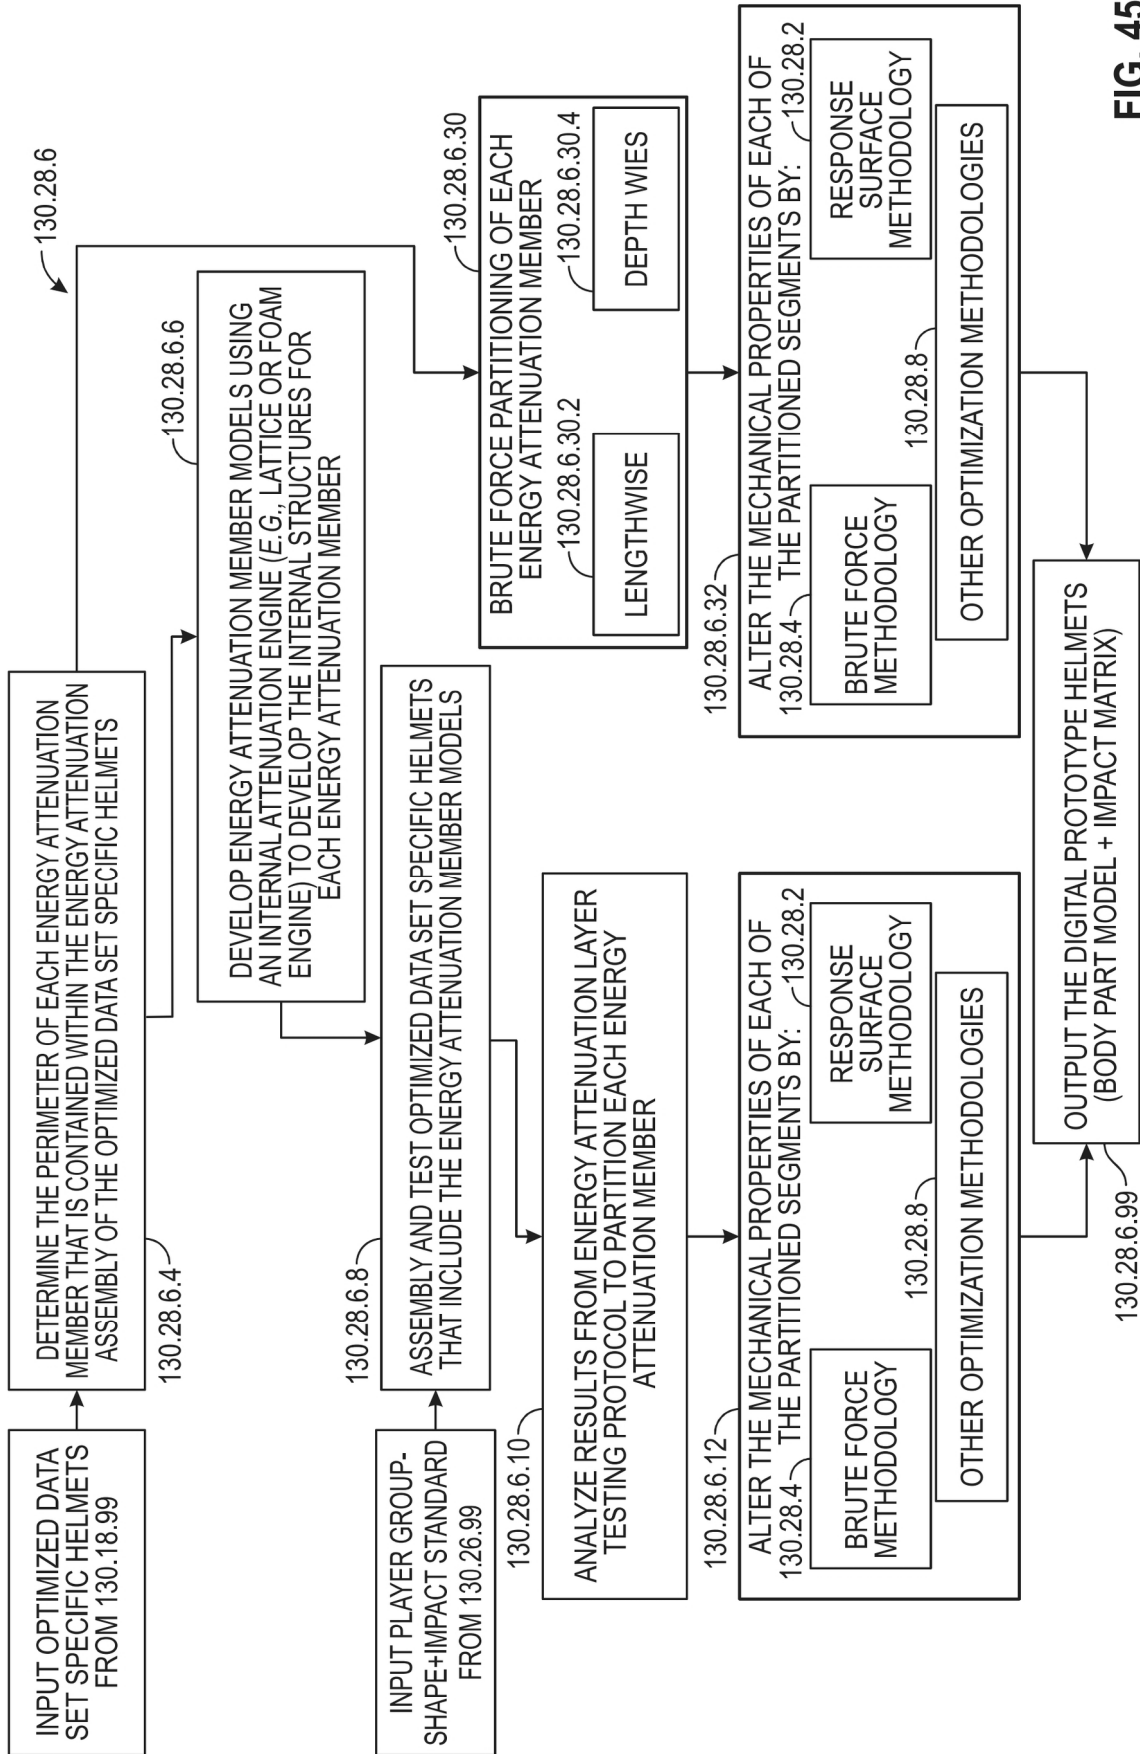 130.28.6
INPUT OPTIMIZED DATA
SET SPECIFIC HELMETS
FROM 130.18.99
DETERMINE THE PERIMETER OF EACH ENERGY ATTENUATION
MEMBER THAT IS CONTAINED WITHIN THE ENERGY ATTENUATION
ASSEMBLY OF THE OPTIMIZED DATA SET SPECIFIC HELMETS
130.28.6.4
130.28.6.6
DEVELOP ENERGY ATTENUATION MEMBER MODELS USING
AN INTERNAL ATTENUATION ENGINE (E.G., LATTICE OR FOAM
ENGINE) TO DEVELOP THE INTERNAL STRUCTURES FOR
EACH ENERGY ATTENUATION MEMBER
INPUT PLAYER GROUP-
SHAPE+IMPACT STANDARD
FROM 130.26.99
130.28.6.8
ASSEMBLY AND TEST OPTIMIZED DATA SET SPECIFIC HELMETS
THAT INCLUDE THE ENERGY ATTENUATION MEMBER MODELS
130.28.6.10
ANALYZE RESULTS FROM ENERGY ATTENUATION LAYER
TESTING PROTOCOL TO PARTITION EACH ENERGY
ATTENUATION MEMBER
130.28.6.30
BRUTE FORCE PARTITIONING OF EACH
ENERGY ATTENUATION MEMBER
130.28.6.30.2
130.28.6.30.4
LENGTHWISE
DEPTH WIES
130.28.6.12
ALTER THE MECHANICAL PROPERTIES OF EACH OF
130.28.4
THE PARTITIONED SEGMENTS BY:
130.28.2
BRUTE FORCE
METHODOLOGY
RESPONSE
SURFACE
METHODOLOGY
130.28.8
OTHER OPTIMIZATION METHODOLOGIES
130.28.6.32
ALTER THE MECHANICAL PROPERTIES OF EACH OF
130.28.4
THE PARTITIONED SEGMENTS BY:
130.28.2
BRUTE FORCE
METHODOLOGY
RESPONSE
SURFACE
METHODOLOGY
130.28.8
OTHER OPTIMIZATION METHODOLOGIES
OUTPUT THE DIGITAL PROTOTYPE HELMETS
(BODY PART MODEL + IMPACT MATRIX)
130.28.6.99
FIG. 45